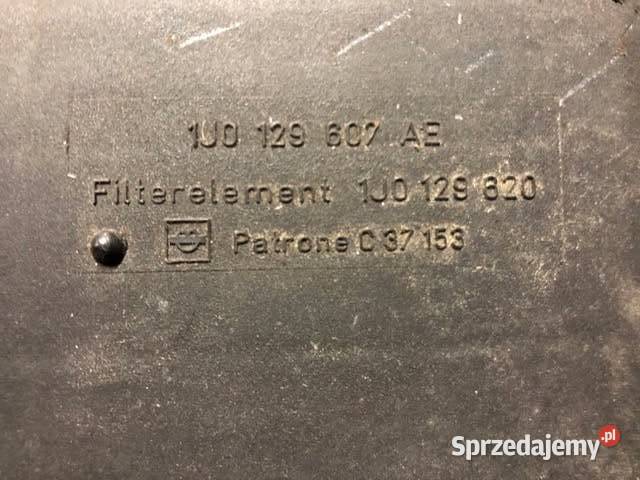 1J0 129 607 AE
Filterelement 1J0 129 620
Patrone C 37 153
Sprzedajemy.pl